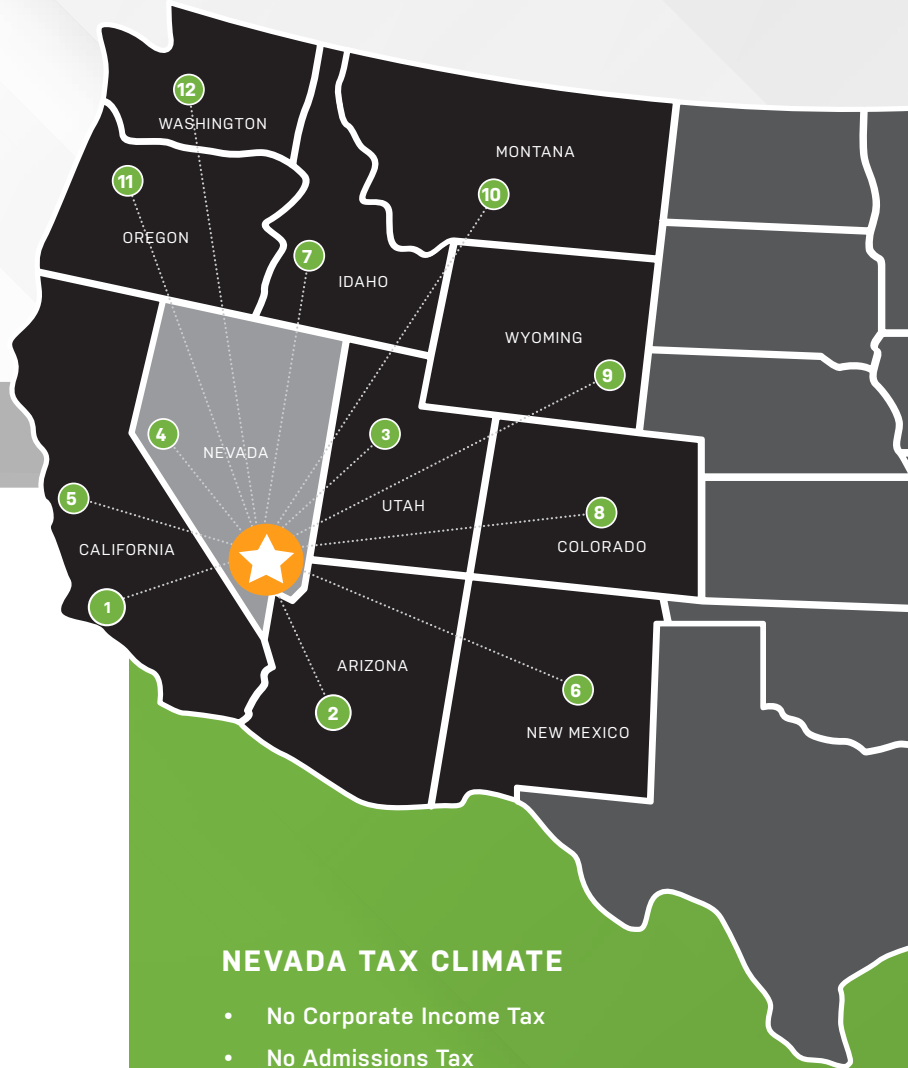 12
WASHINGTON
MONTANA
11
10
OREGON
7
IDAHO
WYOMING
9
4
3
NEVADA
5
UTAH
8
CALIFORNIA
COLORADO
1
ARIZONA
6
2
NEW MEXICO
NEVADA TAX CLIMATE
• No Corporate Income Tax
• No Admissions Tax